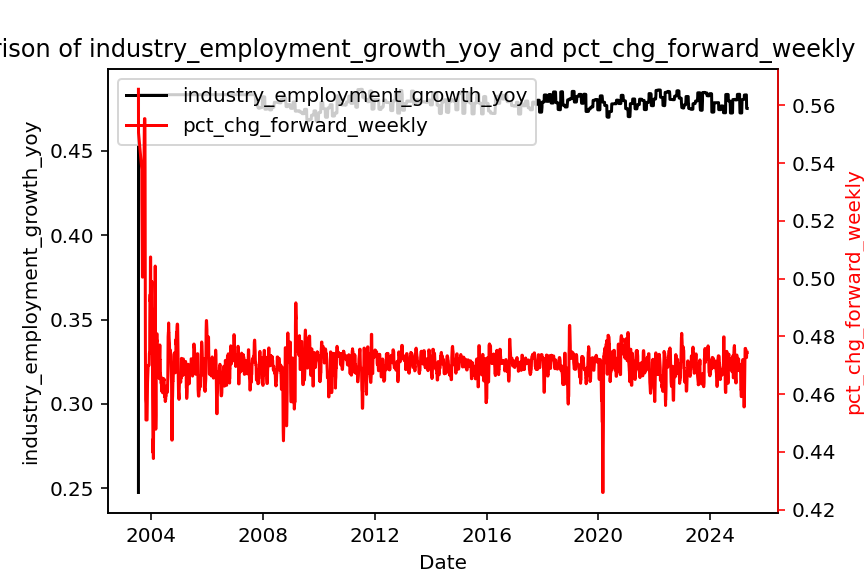 rison of industry_employment_growth_yoy and pct_chg_forward_weekly
industry_employment_growth_yoy
pct_chg_forward_weekly
industry_employment_growth_yoy
0.45
0.40
0.35
0.30
0.25
0.56
0.54
0.52
0.50
0.48
0.46
0.44
0.42
pct_chg_forward_weekly
2004 2008 2012 2016 2020 2024
Date